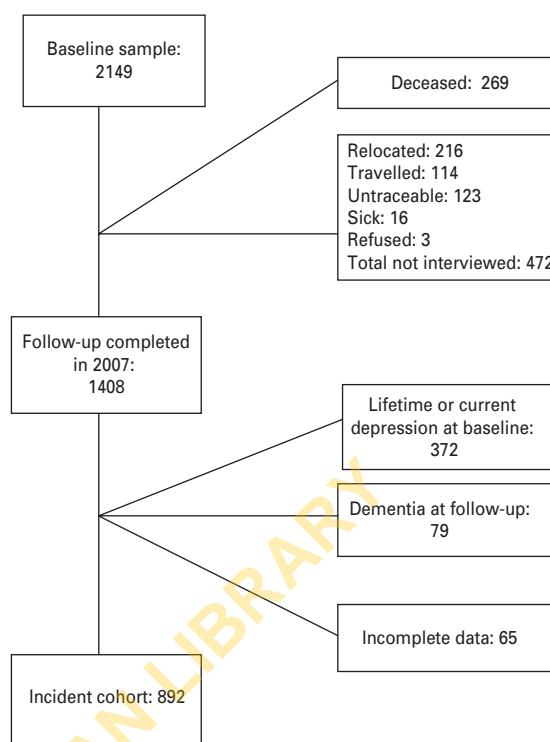 Baseline sample:
2149
Deceased: 269
Relocated: 216
Travelled: 114
Untraceable: 123
Sick: 16
Refused: 3
Total not interviewed: 472
Follow-up completed
in 2007:
1408
Lifetime or current
depression at baseline:
372
Dementia at follow-up:
79
Incomplete data: 65
Incident cohort: 892
LIBRARY